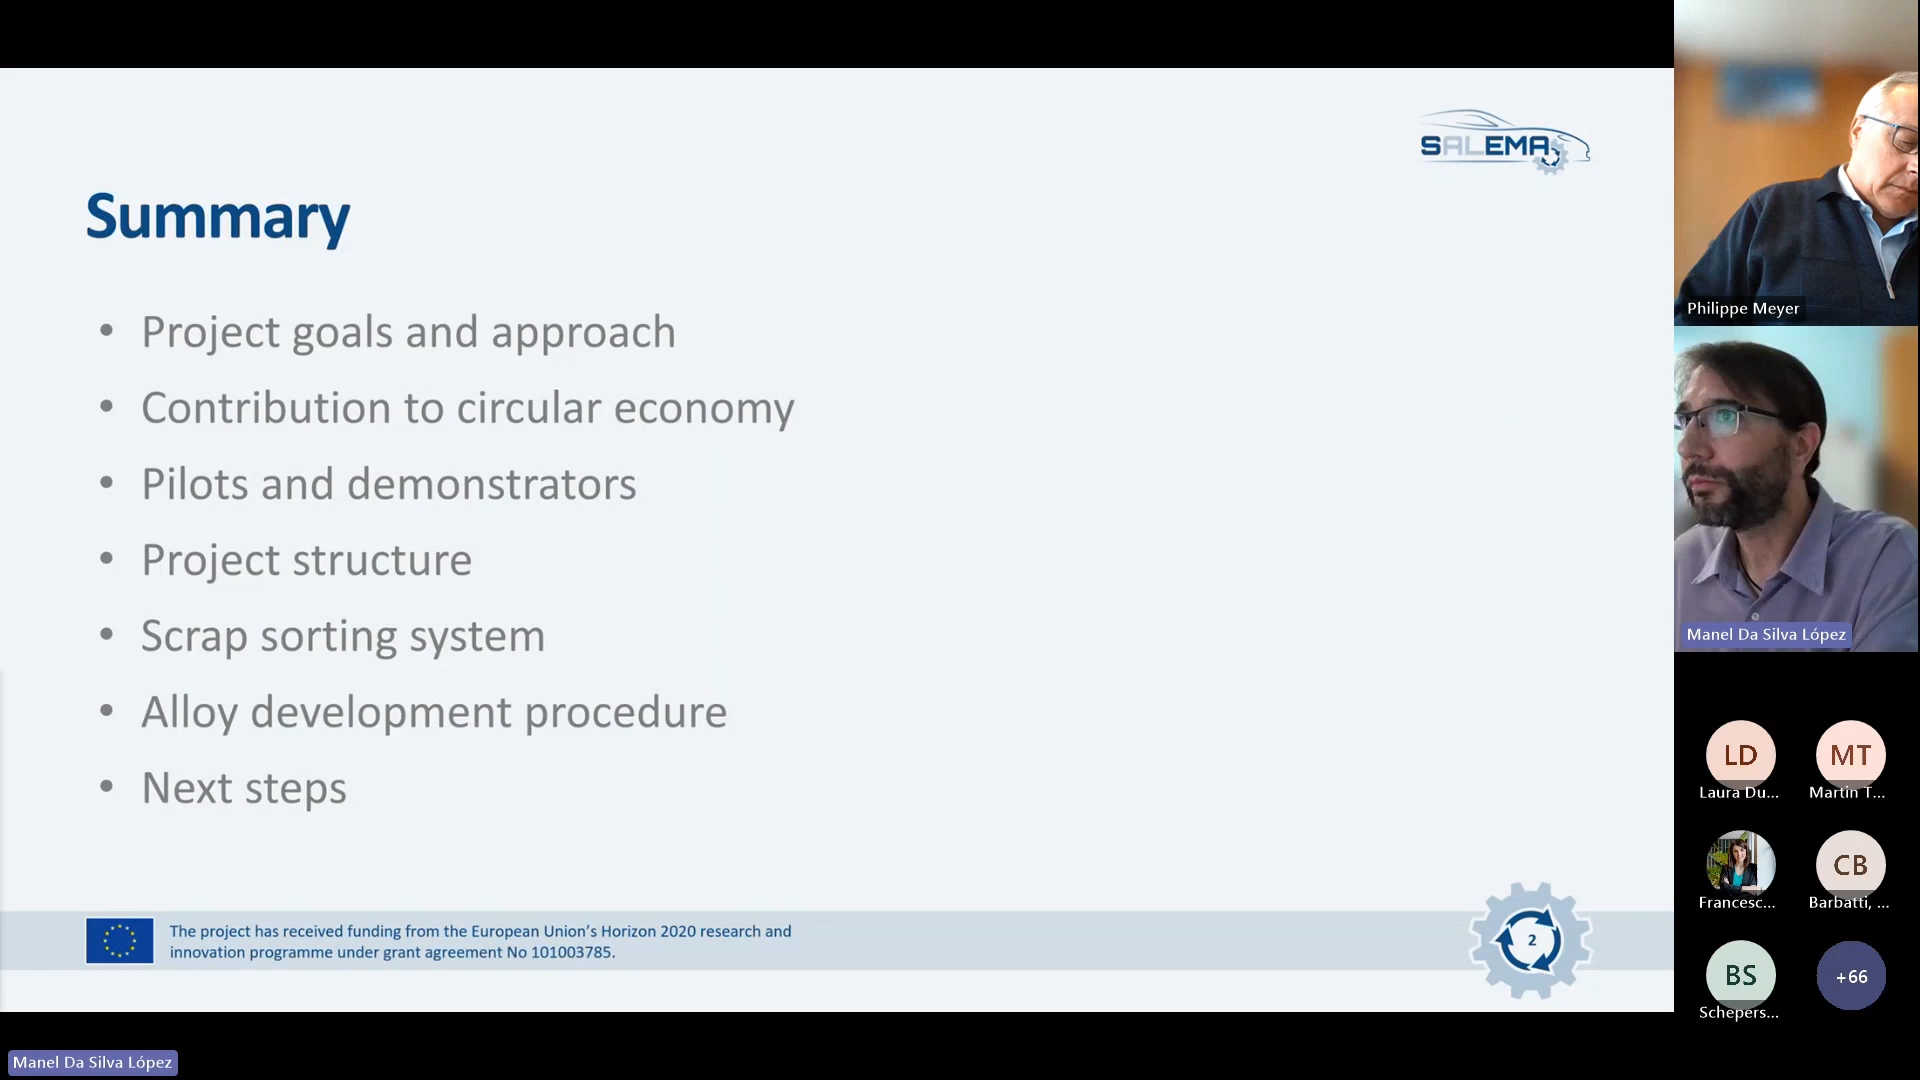 SALEMA
Summary
• Project goals and approach
• Contribution to circular economy
• Pilots and demonstrators
• Project structure
• Scrap sorting system
• Alloy development procedure
• Next steps
The project has received funding from the European Union’s Horizon 2020 research and
innovation programme under grant agreement No 101003785.
2
Philippe Meyer
Manel Da Silva López
LD
Laura Du...
MT
Martin T...
Francesc...
CB
Barbatti, ...
BS
Schepers...
+66
Manel Da Silva López